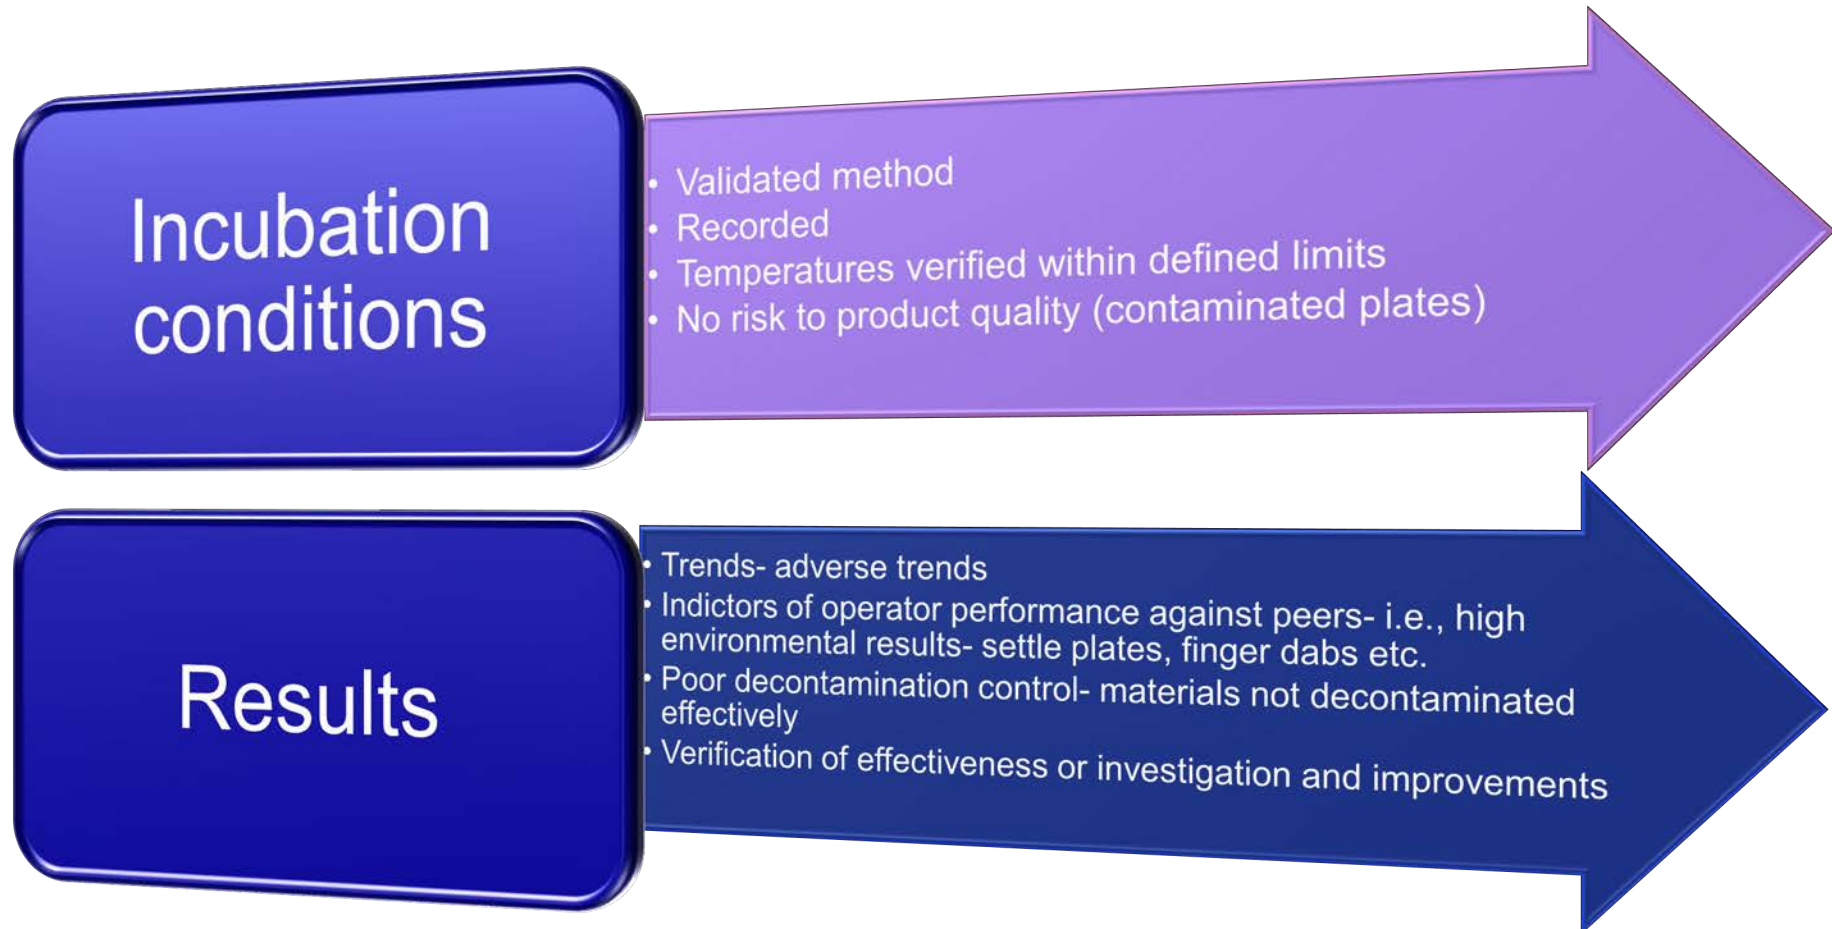 Incubation
conditions
• Validated method
• Recorded
• Temperatures verified within defined limits
• No risk to product quality (contaminated plates)
Results
• Trends- adverse trends
• Indictors of operator performance against peers- i.e., high
environmental results- settle plates, finger dabs etc.
• Poor decontamination control- materials not decontaminated
effectively
• Verification of effectiveness or investigation and improvements